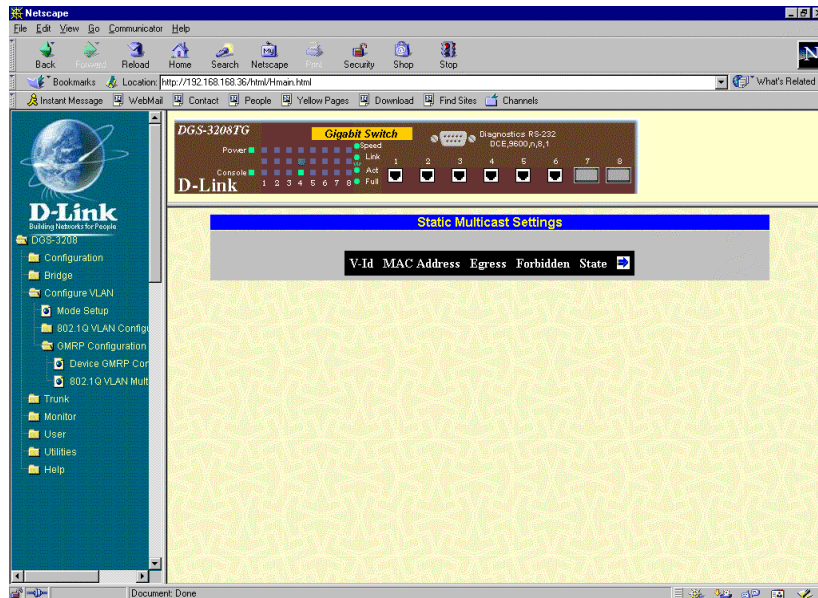 Netscape
File Edit View Go Communicator Help
Back Forward Reload Home Search Netscape Print Security Shop Stop
Bookmarks Location: http://192.168.168.36/html/Hmain.html What's Related
Instant Message WebMail Contact People Yellow Pages Download Find Sites Channels
D-Link
Building Networks for People
DGS-3208
Configuration
Bridge
Configure VLAN
Mode Setup
802.1Q VLAN Configu
GMRP Configuration
Device GMRP Con
802.1Q VLAN Mult
Trunk
Monitor
User
Utilities
Help
DGS-3208TG
Gigabit Switch
Diagnostics RS-232
DCE,9600,n,8,1
Power
Console
Speed
Link
Act
Full
1 2 3 4 5 6 7 8
D-Link
1 2 3 4 5 6 7 8
Static Multicast Settings
V-Id MAC Address Egress Forbidden State
Document: Done